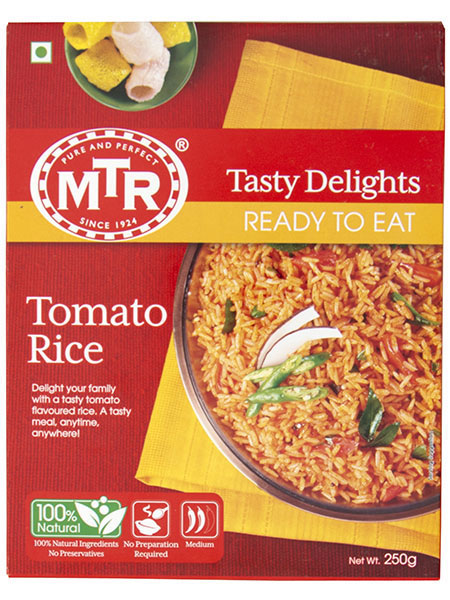 PURE AND PERFECT
MTR®
SINCE 1924
Tasty Delights
READY TO EAT
Tomato
Rice
Delight your family
with a tasty tomato
flavoured rice. A tasty
meal, anytime,
anywhere!
100%
Natural
100% Natural Ingredients
No Preservatives
No Preparation
Required
Medium
Net Wt. 250g